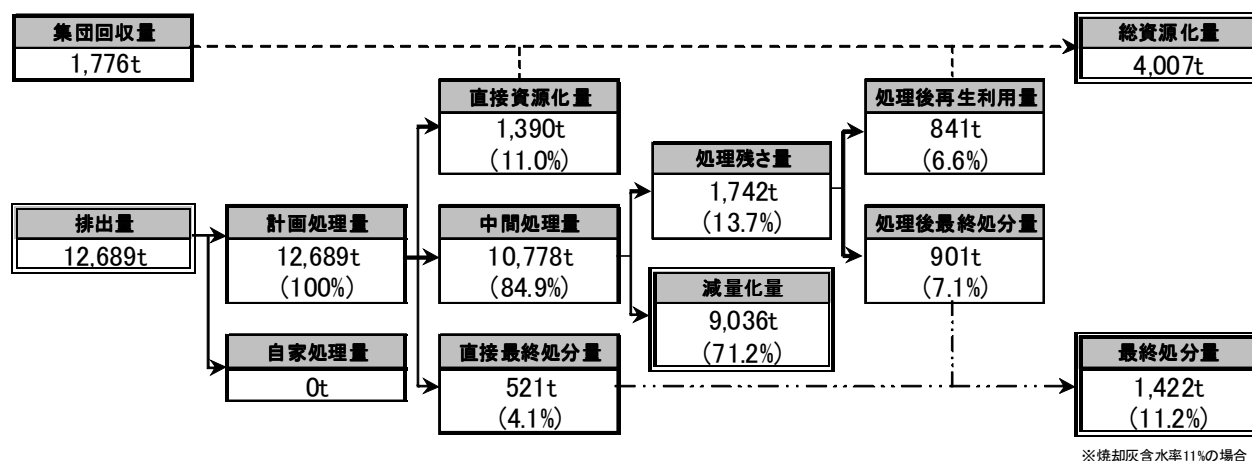 集団回収量
1,776t
総資源化量
4,007t
直接資源化量
1,390t
(11.0%)
処理後再生利用量
841t
(6.6%)
処理残さ量
1,742t
(13.7%)
排出量
12,689t
計画処理量
12,689t
(100%)
中間処理量
10,778t
(84.9%)
処理後最終処分量
901t
(7.1%)
減量化量
9,036t
(71.2%)
自家処理量
0t
直接最終処分量
521t
(4.1%)
最終処分量
1,422t
(11.2%)
※焼却灰含水率11%の場合